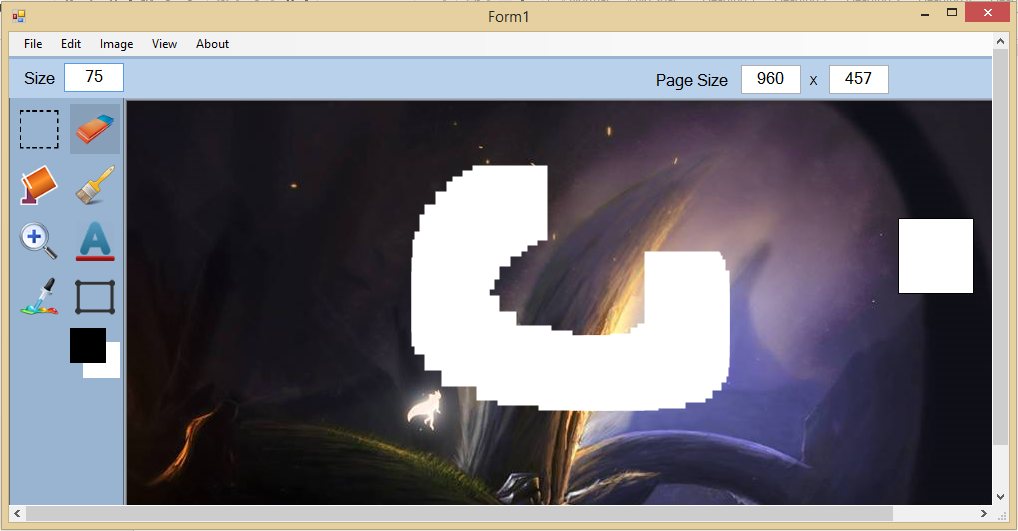 Form1
File Edit Image View About
Size 75 Page Size 960 x 457
A